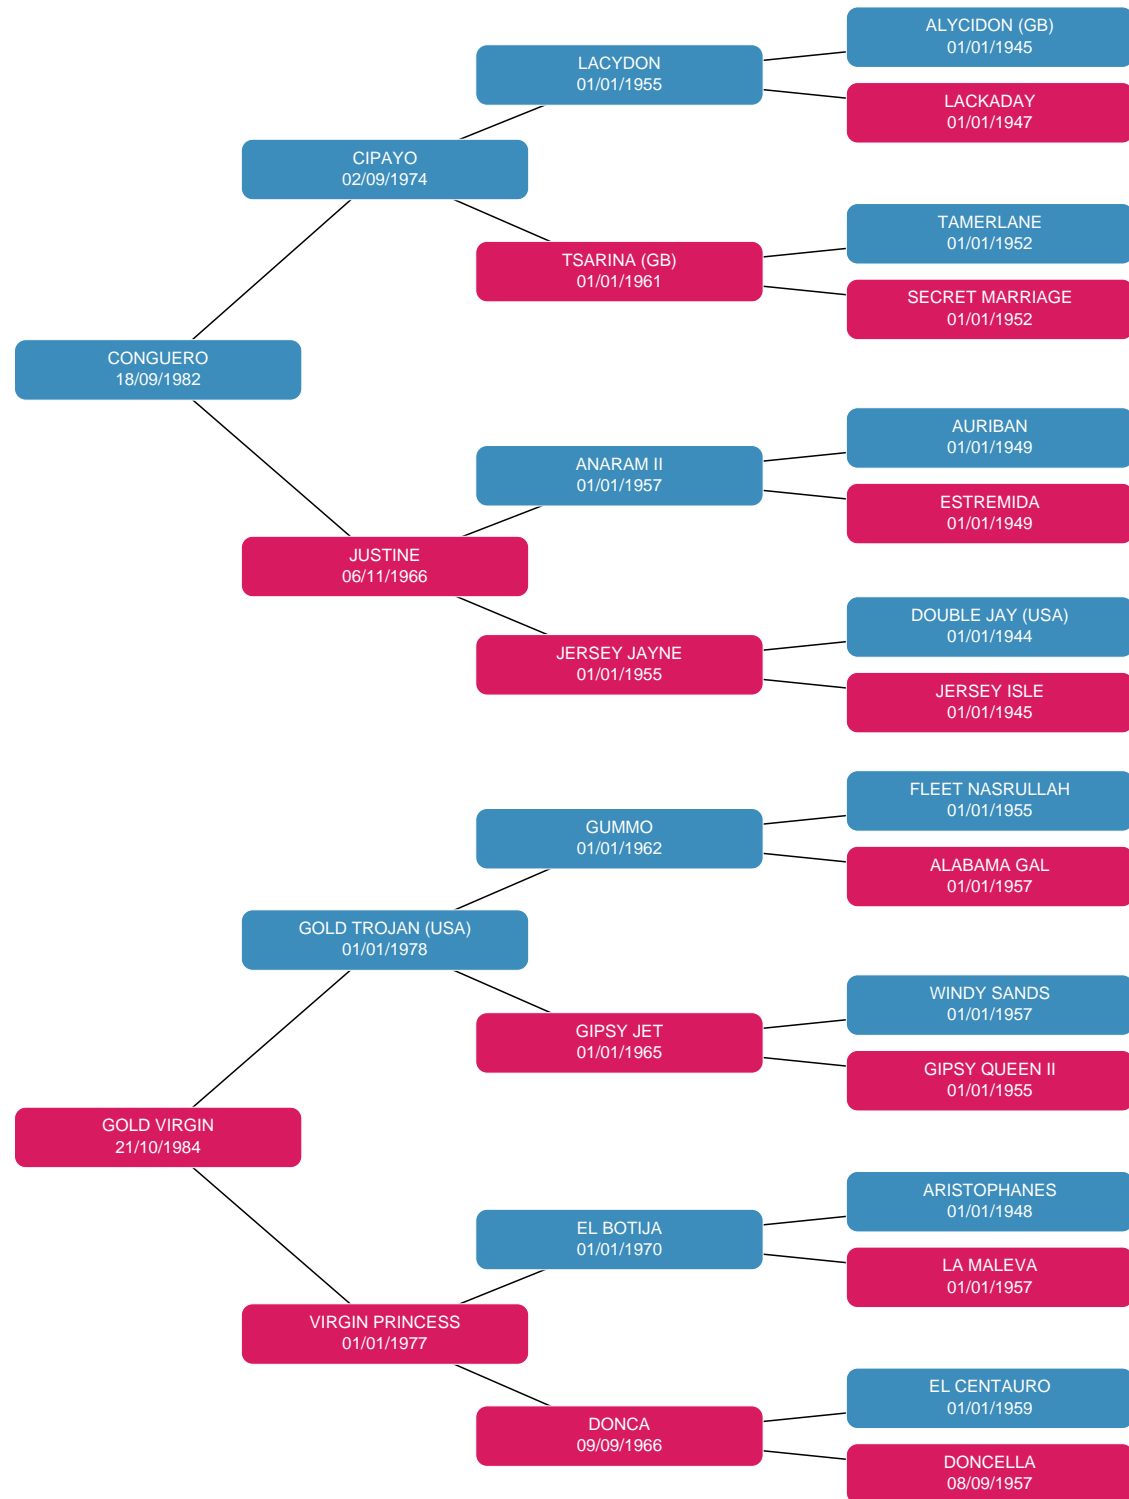 ALYCIDON (GB)
01/01/1945
LACYDON
01/01/1955
LACKADAY
01/01/1947
CIPAYO
02/09/1974
TAMERLANE
01/01/1952
TSARINA (GB)
01/01/1961
SECRET MARRIAGE
01/01/1952
CONGUERO
18/09/1982
AURIBAN
01/01/1949
ANARAM II
01/01/1957
ESTREMIDA
01/01/1949
JUSTINE
06/11/1966
DOUBLE JAY (USA)
01/01/1944
JERSEY JAYNE
01/01/1955
JERSEY ISLE
01/01/1945
FLEET NASRULLAH
01/01/1955
GUMMO
01/01/1962
ALABAMA GAL
01/01/1957
GOLD TROJAN (USA)
01/01/1978
WINDY SANDS
01/01/1957
GIPSY JET
01/01/1965
GIPSY QUEEN II
01/01/1955
GOLD VIRGIN
21/10/1984
ARISTOPHANES
01/01/1948
EL BOTIJA
01/01/1970
LA MALEVA
01/01/1957
VIRGIN PRINCESS
01/01/1977
EL CENTAURO
01/01/1959
DONCA
09/09/1966
DONCELLA
08/09/1957